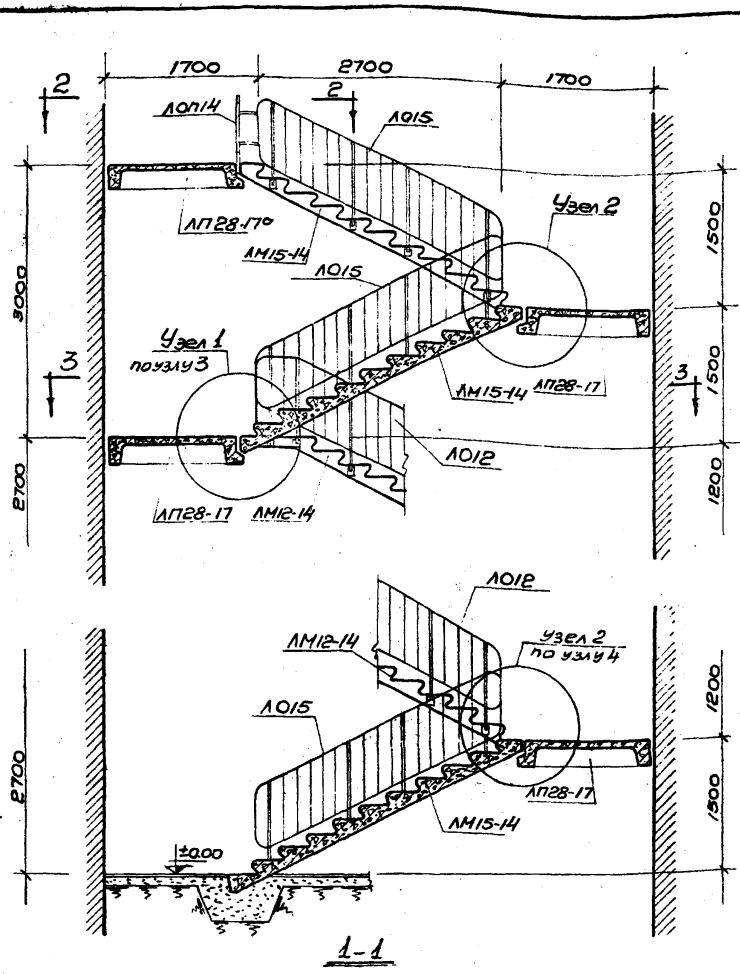 1700 2700 1700
2 2
ЛОП14 ЛО15
ЛП28-17а
ЛМ15-14
Узел 2
ЛО15
3000
1500
Узел 1
по узлу 3
3 3
1500
ЛМ15-14 ЛП28-17
ЛО12
2700
1200
ЛП28-17 ЛМ12-14
ЛО12
ЛМ12-14
Узел 2
по узлу 4
ЛО15
1200
2700
ЛП28-17
ЛМ15-14
1500
±0.00
1-1